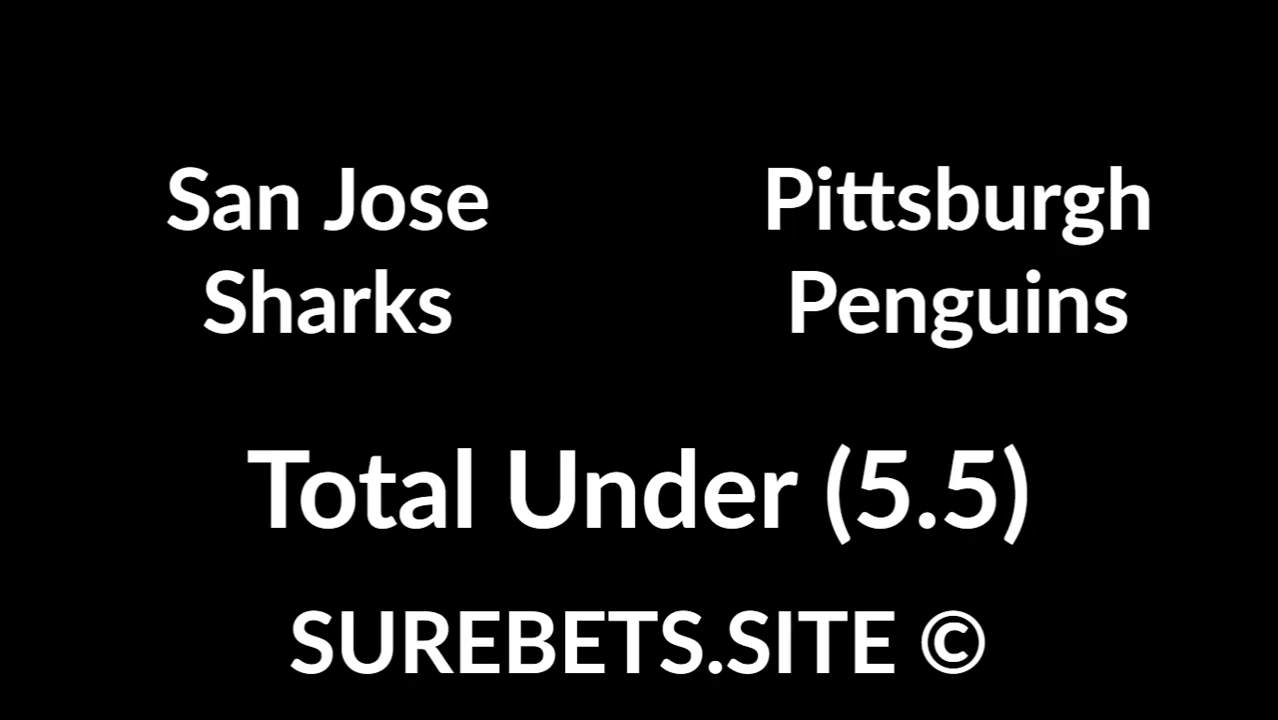 San Jose
Sharks
Pittsburgh
Penguins
Total Under (5.5)
SUREBETS.SITE ©